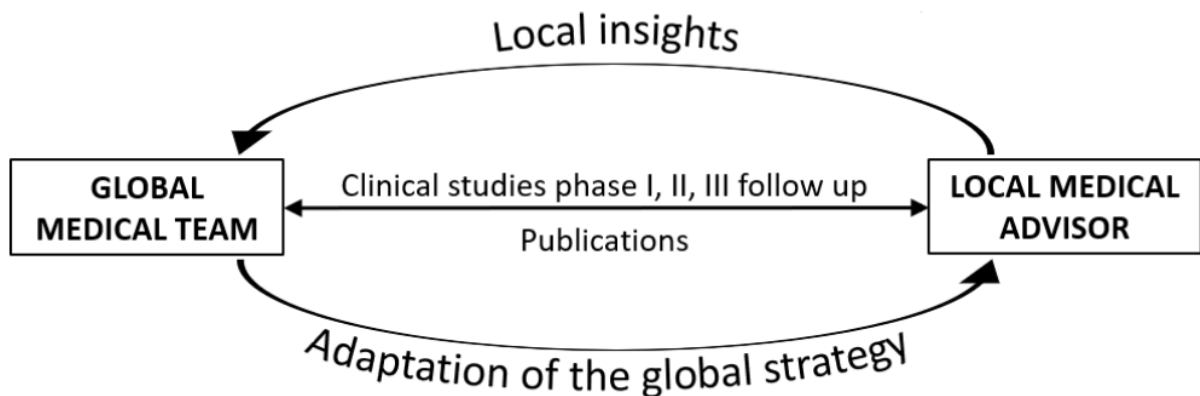 Local insights
GLOBAL
MEDICAL TEAM
Clinical studies phase I, II, III follow up
Publications
LOCAL MEDICAL
ADVISOR
Adaptation of the global strategy